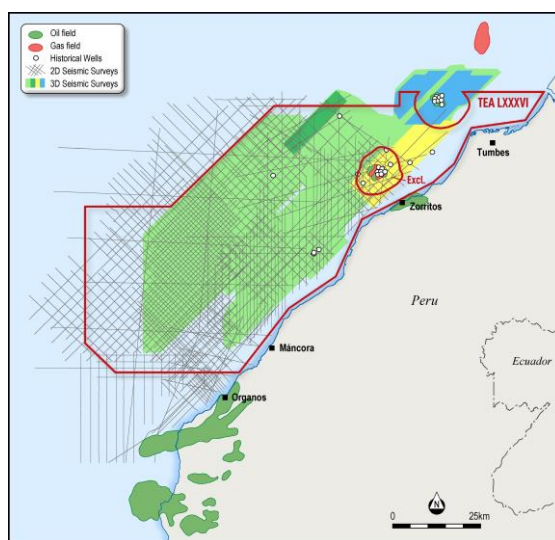 Oil field
Gas field
Historical Wells
2D Seismic Surveys
3D Seismic Surveys
TEA LXXXVI
Tumbes
Excl.
Zorritos
Peru
Ecuador
Máncora
Organos
N
0 25km